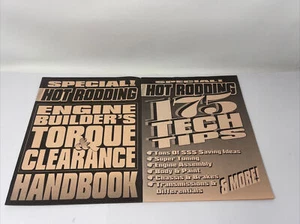 SPECIAL!
HOT RODDING
ENGINE
BUILDER'S
TORQUE
&
CLEARANCE
HANDBOOK
SPECIAL!
HOT RODDING
175
TECH
TIPS
Tons Of $$$ Saving Ideas
Super Tuning
Engine Assembly
Body & Paint
Chassis & Brakes
Transmissions &
Differentials
& MORE!